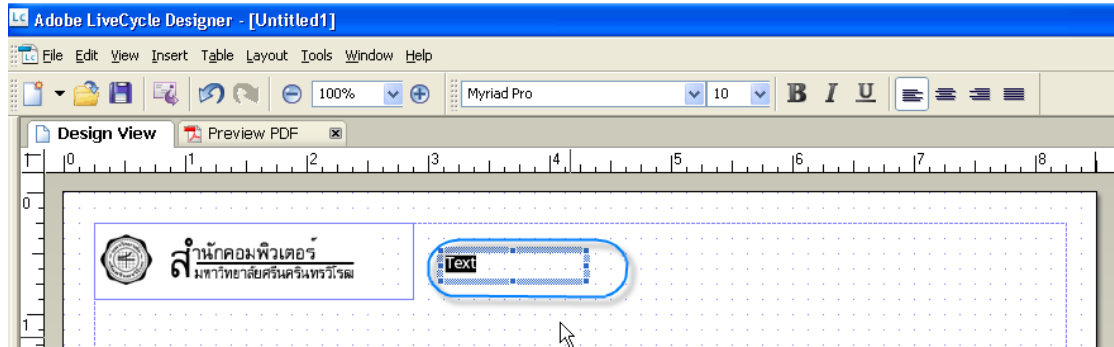 Adobe LiveCycle Designer - [Untitled1]
File Edit View Insert Table Layout Tools Window Help
100% Myriad Pro 10 B I U
Design View Preview PDF
0 1 2 3 4 5 6 7 8
0
สำนักคอมพิวเตอร์
มหาวิทยาลัยศรีนครินทรวิโรฒ
Text
1